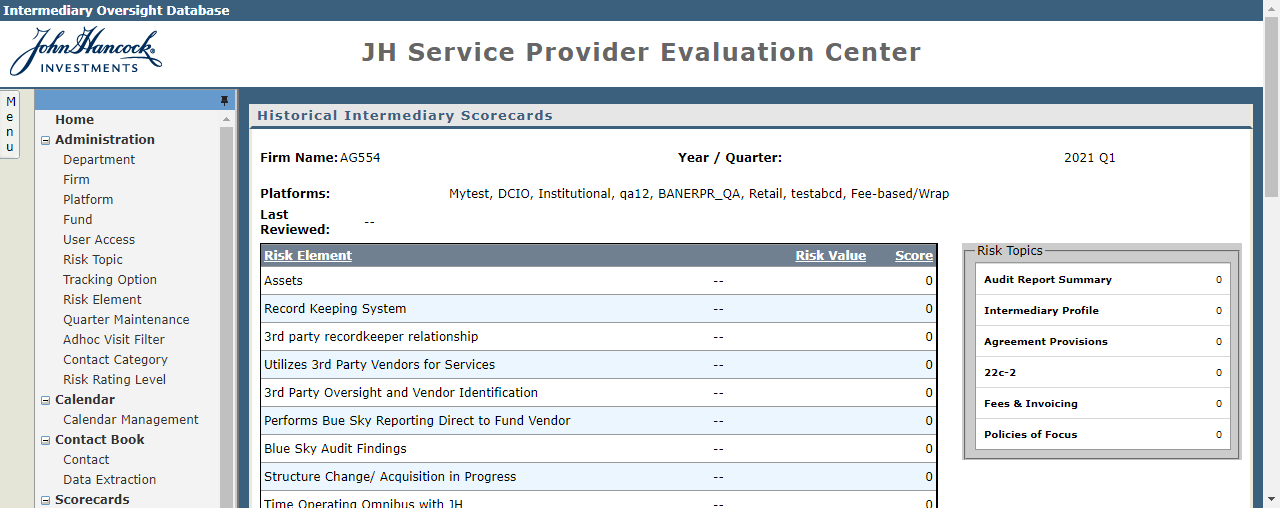 Intermediary Oversight Database
John Hancock
INVESTMENTS
JH Service Provider Evaluation Center
Menu
Home
Administration
Department
Firm
Platform
Fund
User Access
Risk Topic
Tracking Option
Risk Element
Quarter Maintenance
Adhoc Visit Filter
Contact Category
Risk Rating Level
Calendar
Calendar Management
Contact Book
Contact
Data Extraction
Scorecards
Historical Intermediary Scorecards
Firm Name: AG554 Year / Quarter: 2021 Q1
Platforms: Mytest, DCIO, Institutional, qa12, BANERPR_QA, Retail, testabcd, Fee-based/Wrap
Last
Reviewed: --
Risk Element Risk Value Score
Assets -- 0
Record Keeping System -- 0
3rd party recordkeeper relationship -- 0
Utilizes 3rd Party Vendors for Services -- 0
3rd Party Oversight and Vendor Identification -- 0
Performs Bue Sky Reporting Direct to Fund Vendor -- 0
Blue Sky Audit Findings -- 0
Structure Change/ Acquisition in Progress -- 0
Time Operating Omnibus with JH -- 0
Risk Topics
Audit Report Summary 0
Intermediary Profile 0
Agreement Provisions 0
22c-2 0
Fees & Invoicing 0
Policies of Focus 0